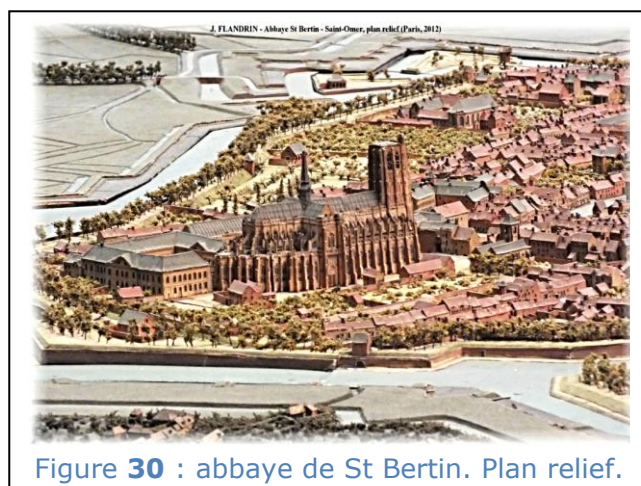 J. FLANDRIN - Abbaye St Bertin - Saint-Omer, plan relief (Paris, 2012)
Figure 30 : abbaye de St Bertin. Plan relief.